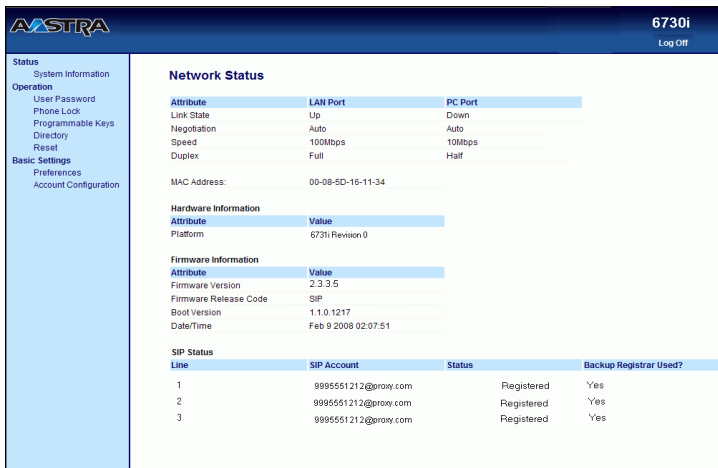 AASTRA
6730i
Log Off
Status
System Information
Operation
User Password
Phone Lock
Programmable Keys
Directory
Reset
Basic Settings
Preferences
Account Configuration
Network Status
Attribute LAN Port PC Port
Link State Up Down
Negotiation Auto Auto
Speed 100Mbps 10Mbps
Duplex Full Half
MAC Address: 00-08-5D-16-11-34
Hardware Information
Attribute Value
Platform 6731i Revision 0
Firmware Information
Attribute Value
Firmware Version 2.3.3.5
Firmware Release Code SIP
Boot Version 1.1.0.1217
Date/Time Feb 9 2008 02:07:51
SIP Status
Line SIP Account Status Backup Registrar Used?
1 9995551212@proxy.com Registered Yes
2 9995551212@proxy.com Registered Yes
3 9995551212@proxy.com Registered Yes